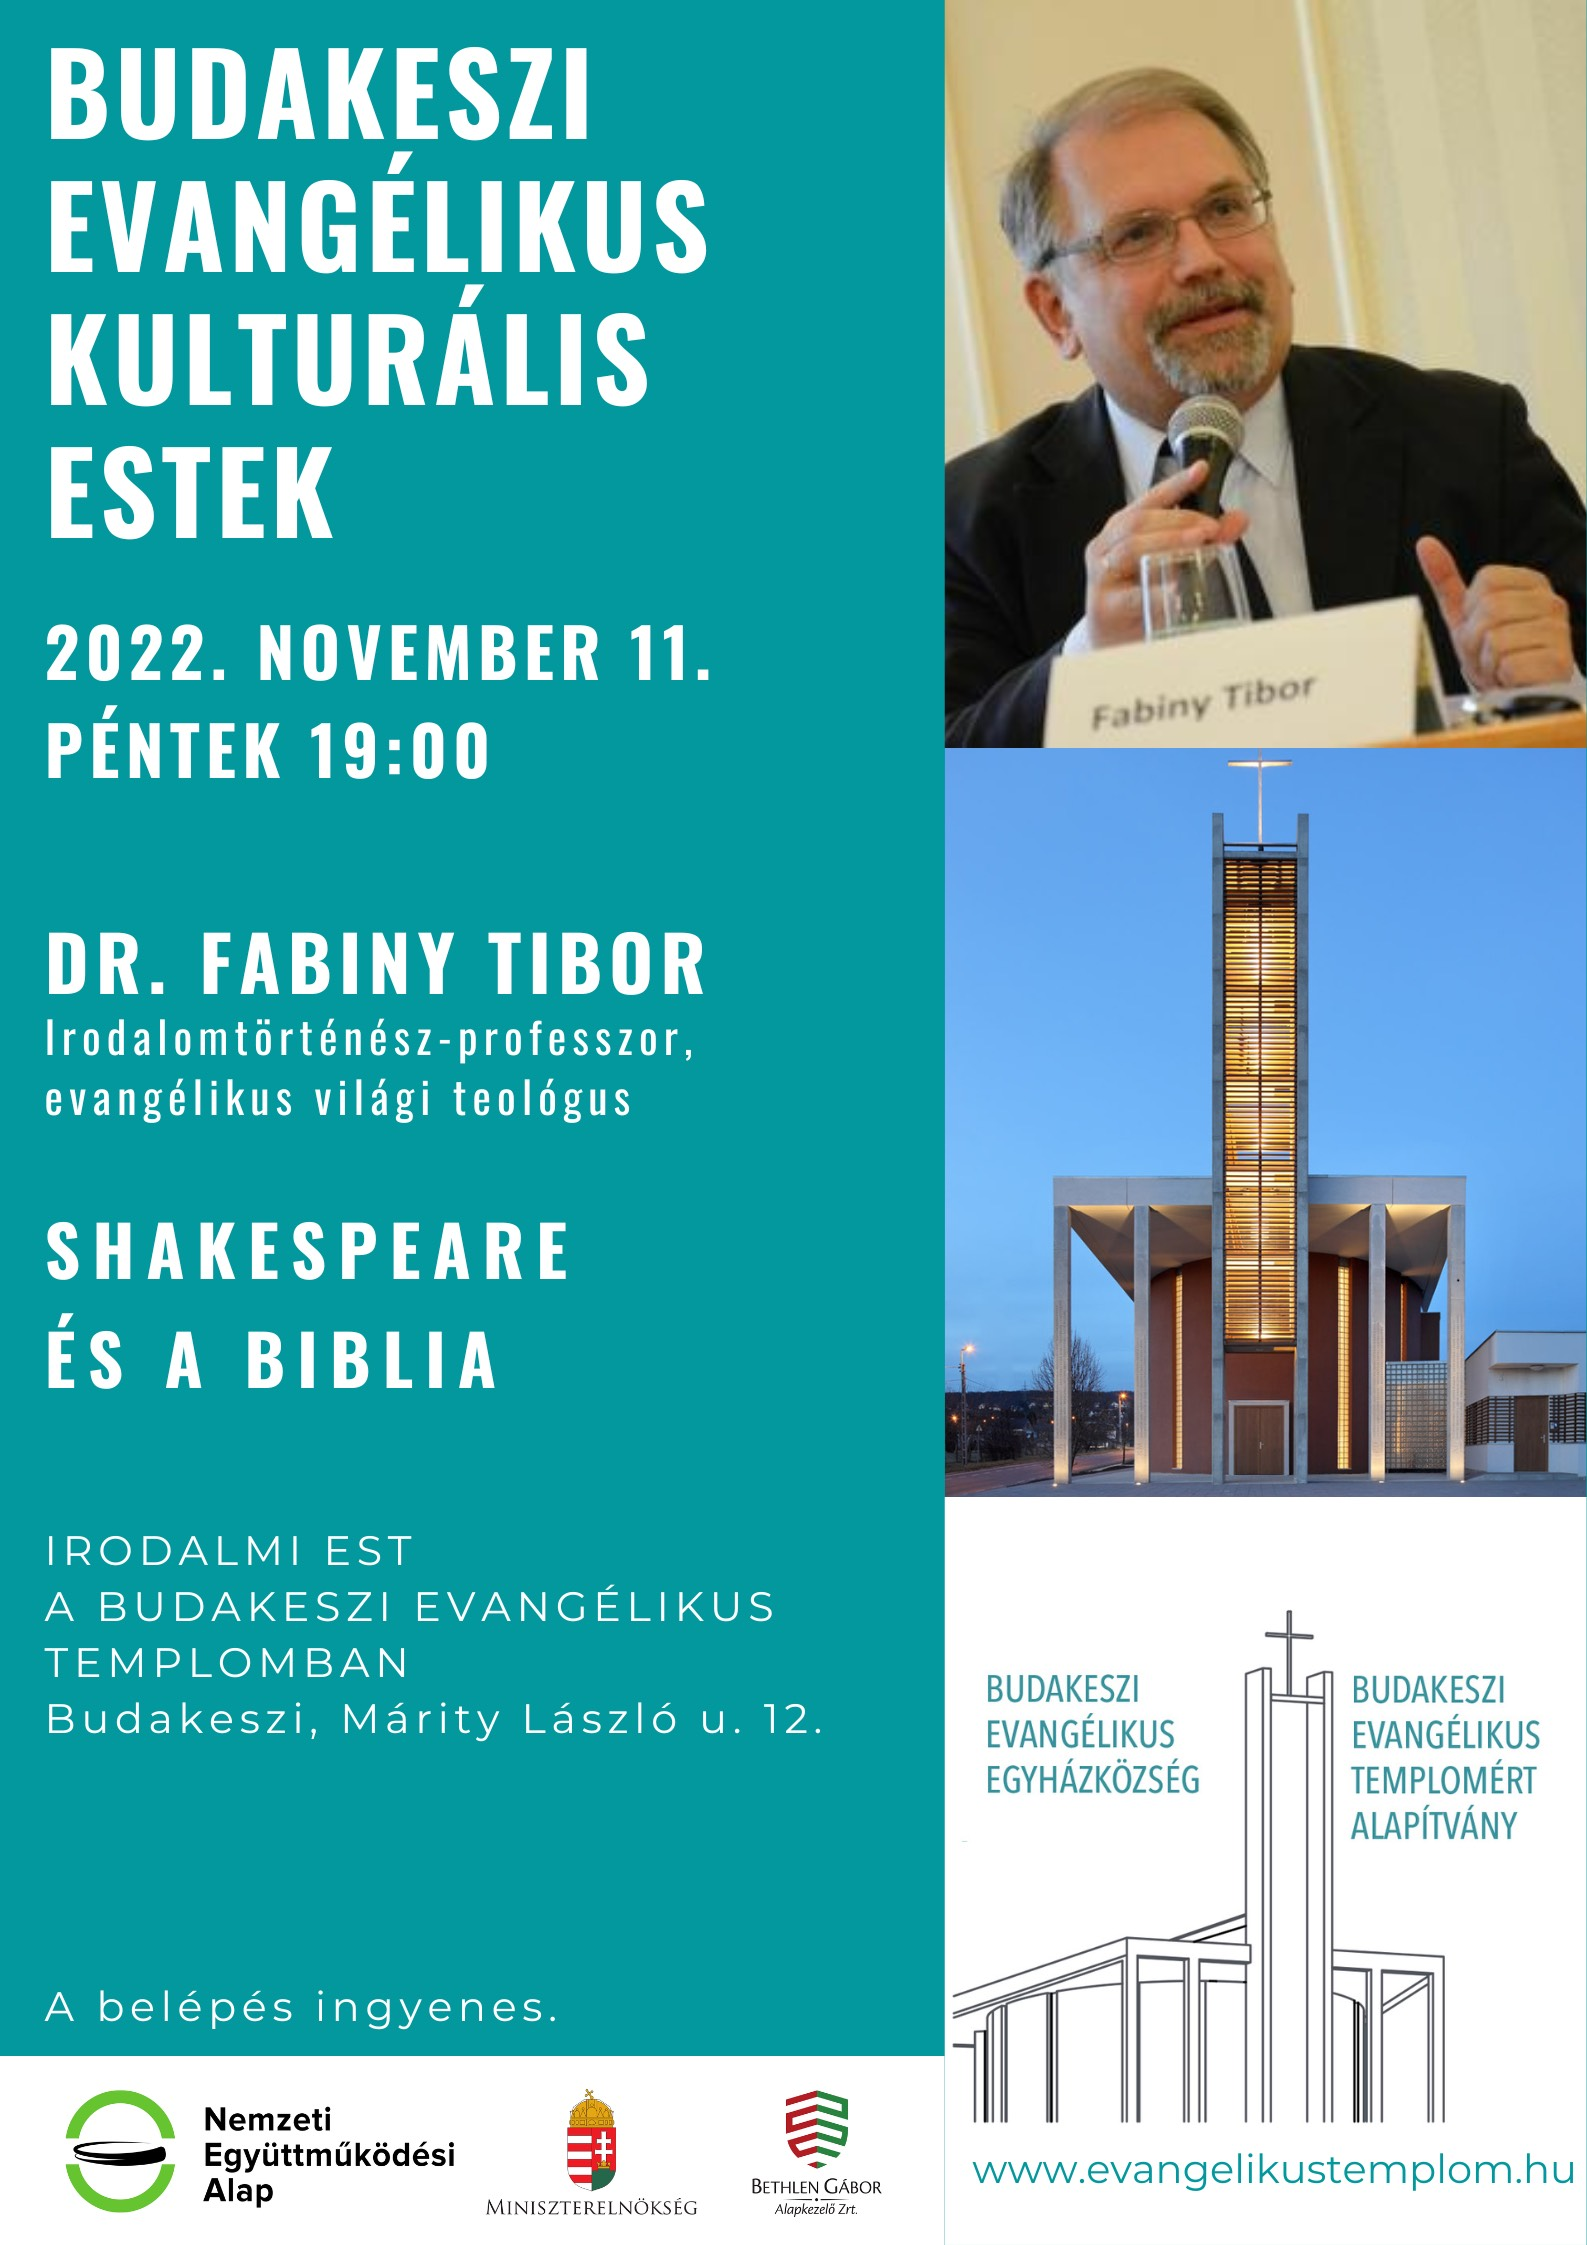 BUDAKESZI
EVANGÉLIKUS
KULTURÁLIS
ESTEK
2022. NOVEMBER 11.
PÉNTEK 19:00
DR. FABINY TIBOR
Irodalomtörténész-professzor,
evangélikus világi teológus
SHAKESPEARE
ÉS A BIBLIA
IRODALMI EST
A BUDAKESZI EVANGÉLIKUS
TEMPLOMBAN
Budakeszi, Márity László u. 12.
A belépés ingyenes.
Nemzeti
Együttműködési
Alap
MINISZTERELNÖKSÉG
BETHLEN GÁBOR
Alapkezelő Zrt.
Fabiny Tibor
BUDAKESZI
EVANGÉLIKUS
EGYHÁZKÖZSÉG
BUDAKESZI
EVANGÉLIKUS
TEMPLOMÉRT
ALAPÍTVÁNY
www.evangelikustemplom.hu